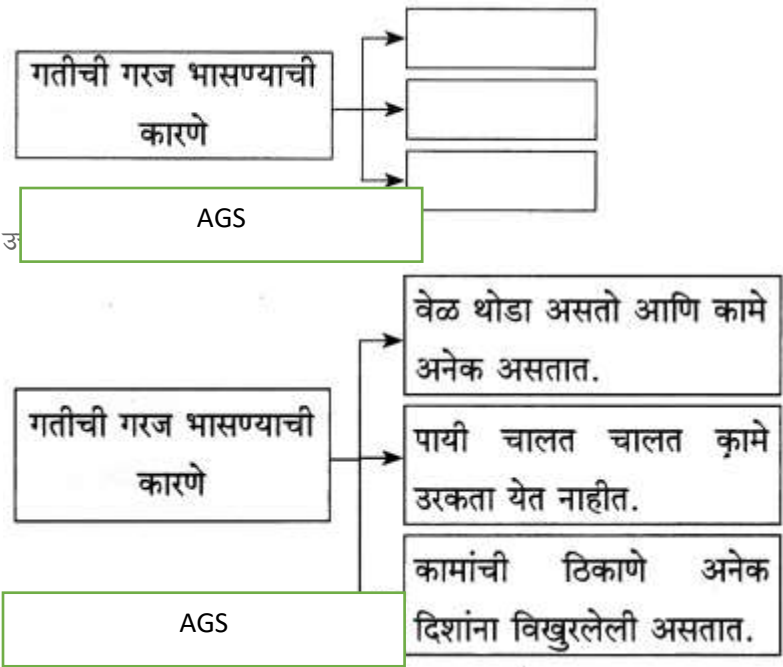 गतीची गरज भासण्याची
कारणे
AGS
वेळ थोडा असतो आणि कामे
अनेक असतात.
गतीची गरज भासण्याची
कारणे
पायी चालत चालत कामे
उरकता येत नाहीत.
कामांची ठिकाणे अनेक
दिशांना विखुरलेली असतात.
AGS